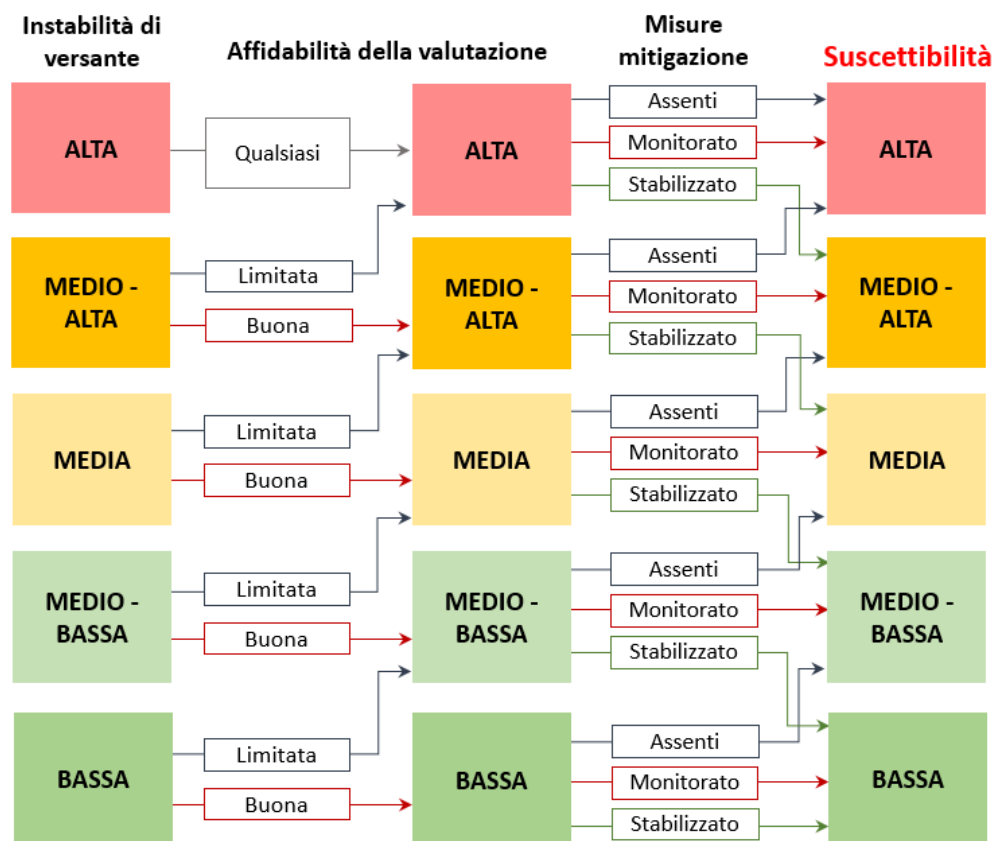 Instabilità di
versante
Affidabilità della valutazione
Misure
mitigazione
Suscettibilità
ALTA
Qualsiasi
ALTA
Assenti
Monitorato
Stabilizzato
ALTA
MEDIO -
ALTA
Limitata
Buona
MEDIO -
ALTA
Assenti
Monitorato
Stabilizzato
MEDIO -
ALTA
MEDIA
Limitata
Buona
MEDIA
Assenti
Monitorato
Stabilizzato
MEDIA
MEDIO -
BASSA
Limitata
Buona
MEDIO -
BASSA
Assenti
Monitorato
Stabilizzato
MEDIO -
BASSA
BASSA
Limitata
Buona
BASSA
Assenti
Monitorato
Stabilizzato
BASSA